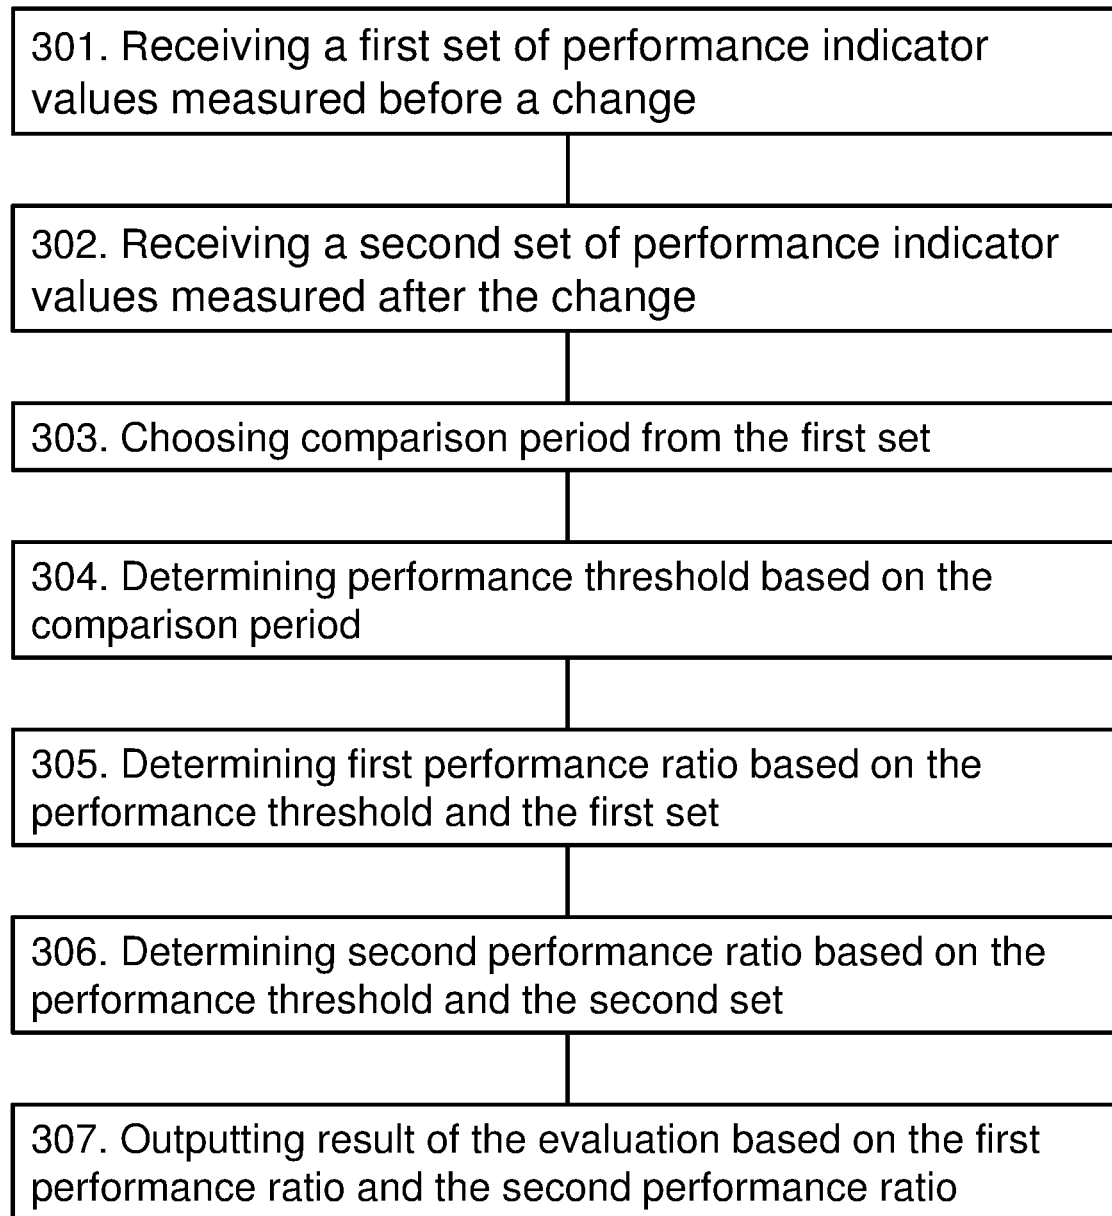 301. Receiving a first set of performance indicator
values measured before a change
302. Receiving a second set of performance indicator
values measured after the change
303. Choosing comparison period from the first set
304. Determining performance threshold based on the
comparison period
305. Determining first performance ratio based on the
performance threshold and the first set
306. Determining second performance ratio based on the
performance threshold and the second set
307. Outputting result of the evaluation based on the first
performance ratio and the second performance ratio